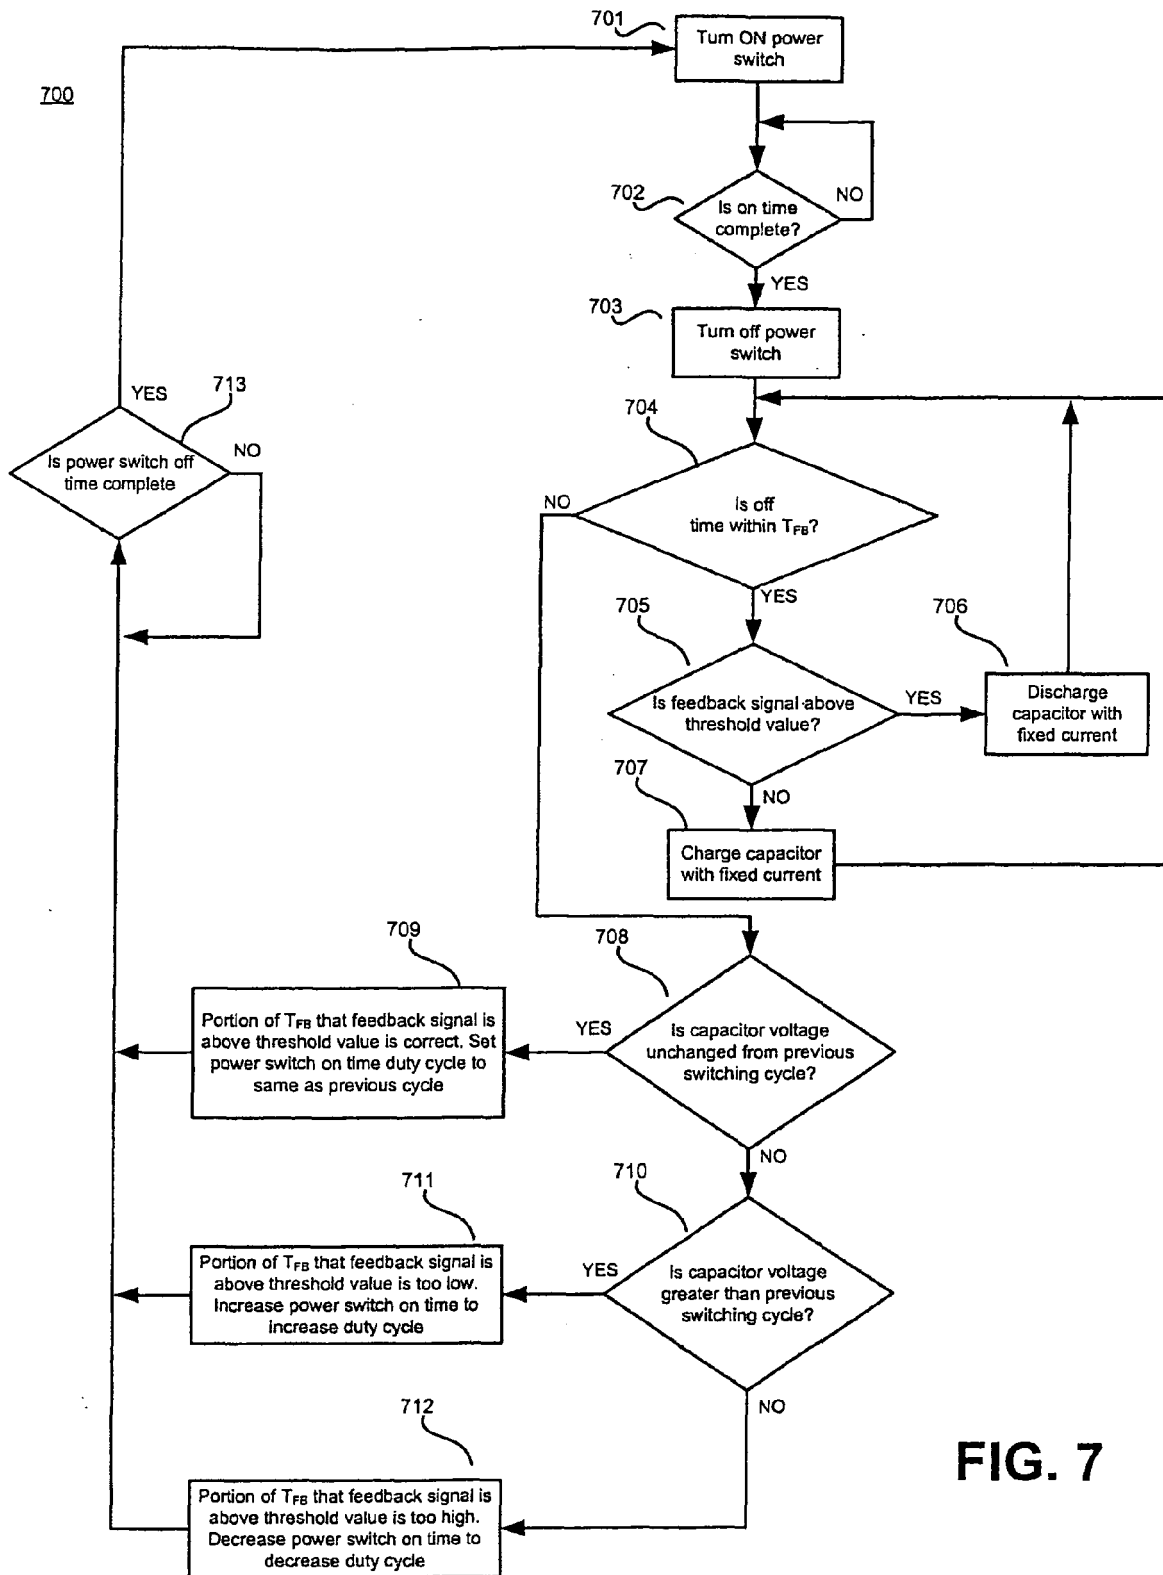 701
Turn ON power
switch
700
702
Is on time
complete?
NO
YES
703
Turn off power
switch
YES
713
Is power switch off
time complete
NO
704
NO
Is off
time within TFB?
YES
705
Is feedback signal above
threshold value?
YES
706
Discharge
capacitor with
fixed current
707
NO
Charge capacitor
with fixed current
709
Portion of TFB that feedback signal is
above threshold value is correct. Set
power switch on time duty cycle to
same as previous cycle
708
YES
Is capacitor voltage
unchanged from previous
switching cycle?
NO
711
Portion of TFB that feedback signal is
above threshold value is too low.
Increase power switch on time to
increase duty cycle
710
YES
Is capacitor voltage
greater than previous
switching cycle?
NO
712
Portion of TFB that feedback signal is
above threshold value is too high.
Decrease power switch on time to
decrease duty cycle
FIG. 7